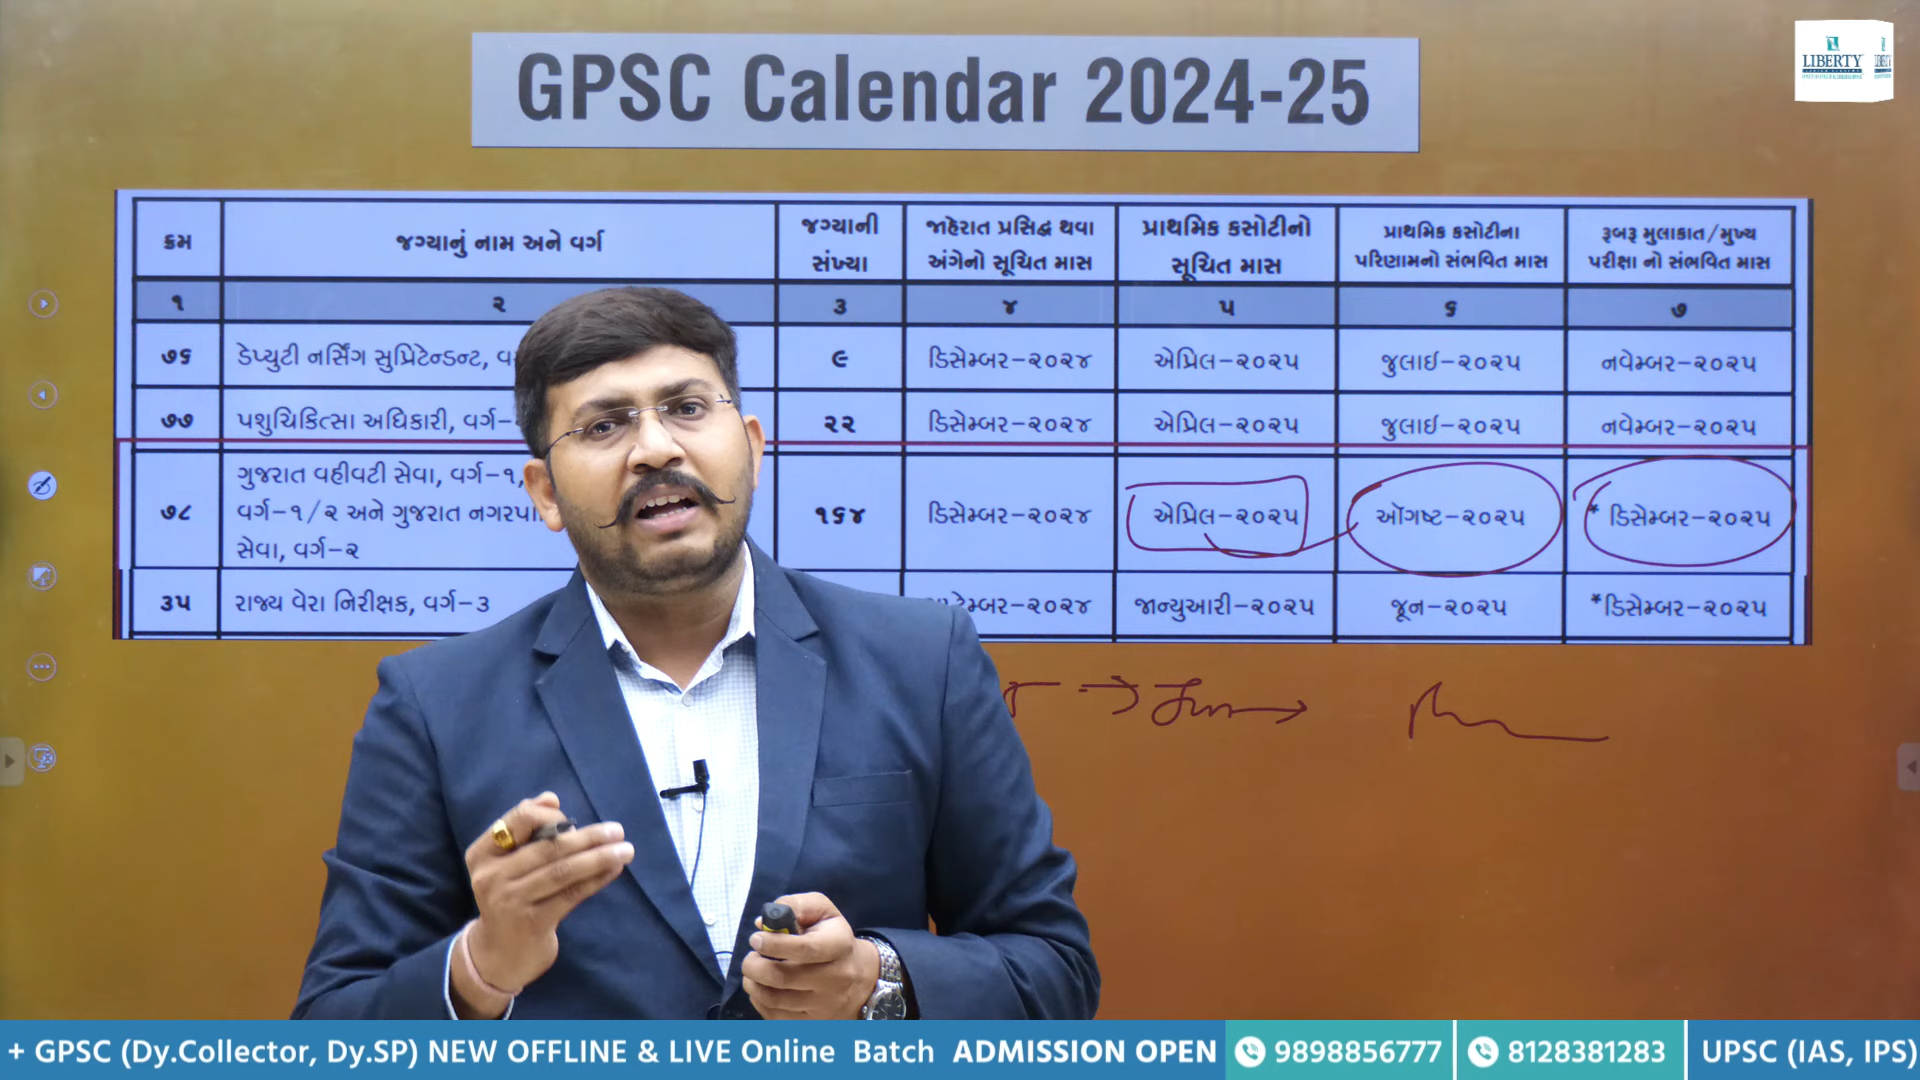 GPSC Calendar 2024-25
LIBERTY
ક્રમ
જગ્યાનું નામ અને વર્ગ
જગ્યાની
સંખ્યા
જાહેરાત પ્રસિદ્ધ થવા
અંગેનો સૂચિત માસ
પ્રાથમિક કસોટીનો
સૂચિત માસ
પ્રાથમિક કસોટીના
પરિણામનો સંભવિત માસ
રૂબરૂ મુલાકાત/મુખ્ય
પરીક્ષા નો સંભવિત માસ
૧ ૨ ૩ ૪ ૫ ૬ ૭
૭૬ ડેપ્યુટી નર્સિંગ સુપ્રિટેન્ડન્ટ, ૯ ડિસેમ્બર-૨૦૨૪ એપ્રિલ-૨૦૨૫ જુલાઈ-૨૦૨૫ નવેમ્બર-૨૦૨૫
૭૭ પશુચિકિત્સા અધિકારી, વર્ગ- ૨૨ ડિસેમ્બર-૨૦૨૪ એપ્રિલ-૨૦૨૫ જુલાઈ-૨૦૨૫ નવેમ્બર-૨૦૨૫
૭૮
ગુજરાત વહીવટી સેવા, વર્ગ-૧,
વર્ગ-૧/૨ અને ગુજરાત
સેવા, વર્ગ-૨
૧૬૪ ડિસેમ્બર-૨૦૨૪ એપ્રિલ-૨૦૨૫ ઑગષ્ટ-૨૦૨૫ * ડિસેમ્બર-૨૦૨૫
૩૫ રાજ્ય વેરા નિરીક્ષક, વર્ગ-૩ જાન્યુઆરી-૨૦૨૫ જૂન-૨૦૨૫ *ડિસેમ્બર-૨૦૨૫
+ GPSC (Dy.Collector, Dy.SP) NEW OFFLINE & LIVE Online Batch ADMISSION OPEN 9898856777 8128381283 UPSC (IAS, IPS)